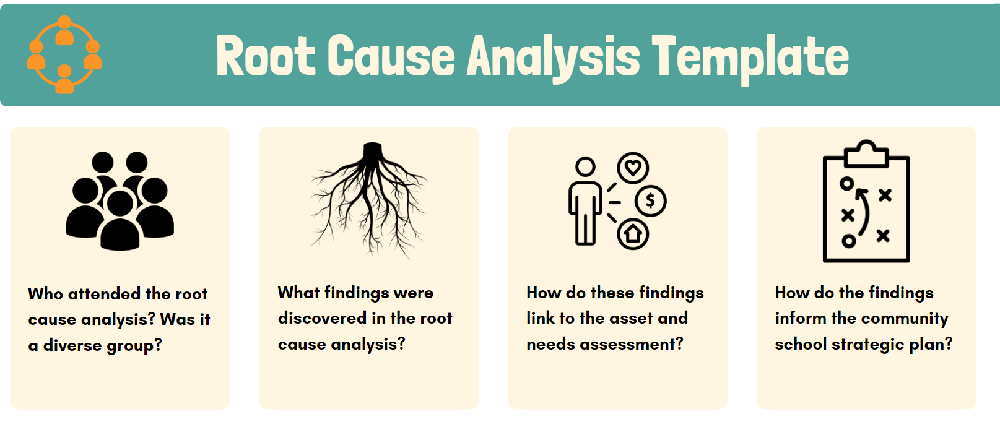 Root Cause Analysis Template
$
Who attended the root
cause analysis? Was it
a diverse group?
What findings were
discovered in the root
cause analysis?
How do these findings
link to the asset and
needs assessment?
How do the findings
inform the community
school strategic plan?